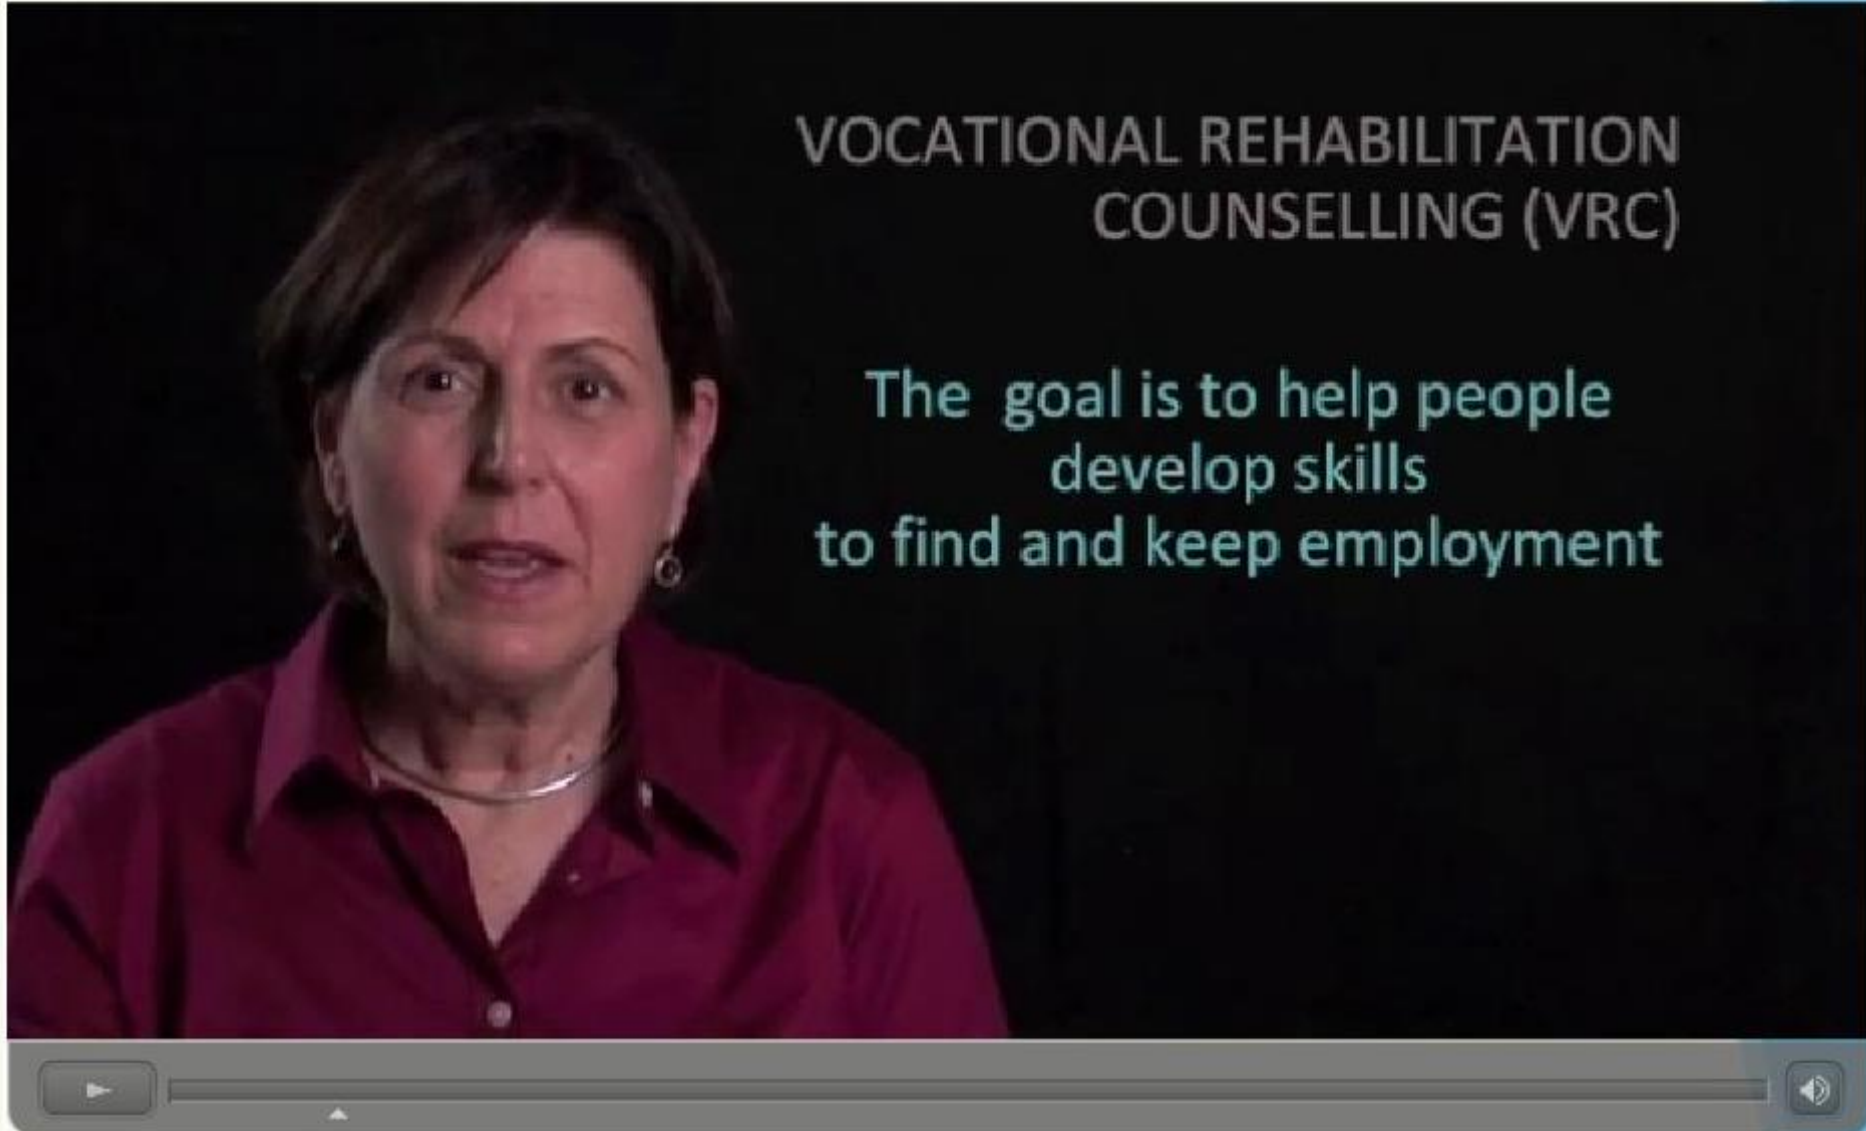 VOCATIONAL REHABILITATION
COUNSELLING (VRC)
The goal is to help people
develop skills
to find and keep employment